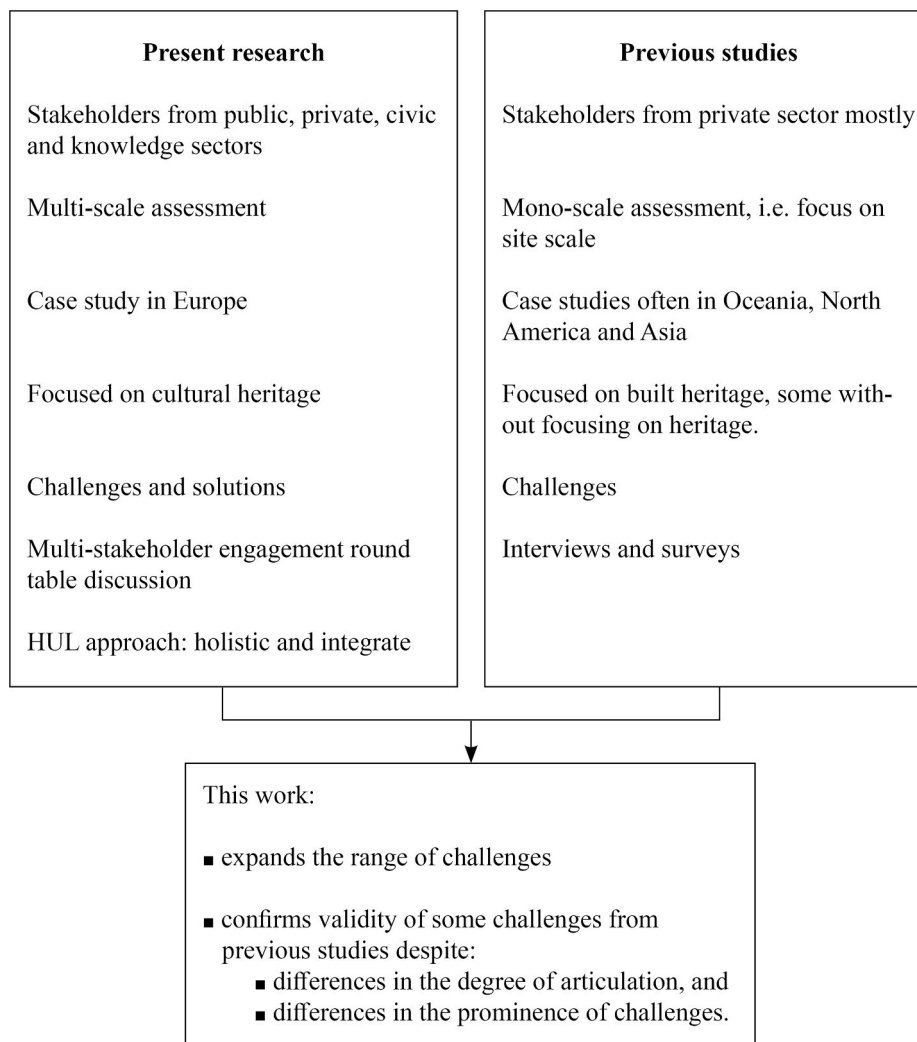 Present research
Stakeholders from public, private, civic
and knowledge sectors
Multi-scale assessment
Case study in Europe
Focused on cultural heritage
Challenges and solutions
Multi-stakeholder engagement round
table discussion
HUL approach: holistic and integrate
Previous studies
Stakeholders from private sector mostly
Mono-scale assessment, i.e. focus on
site scale
Case studies often in Oceania, North
America and Asia
Focused on built heritage, some with-
out focusing on heritage.
Challenges
Interviews and surveys
This work:
▪ expands the range of challenges
▪ confirms validity of some challenges from
previous studies despite:
▪ differences in the degree of articulation, and
▪ differences in the prominence of challenges.